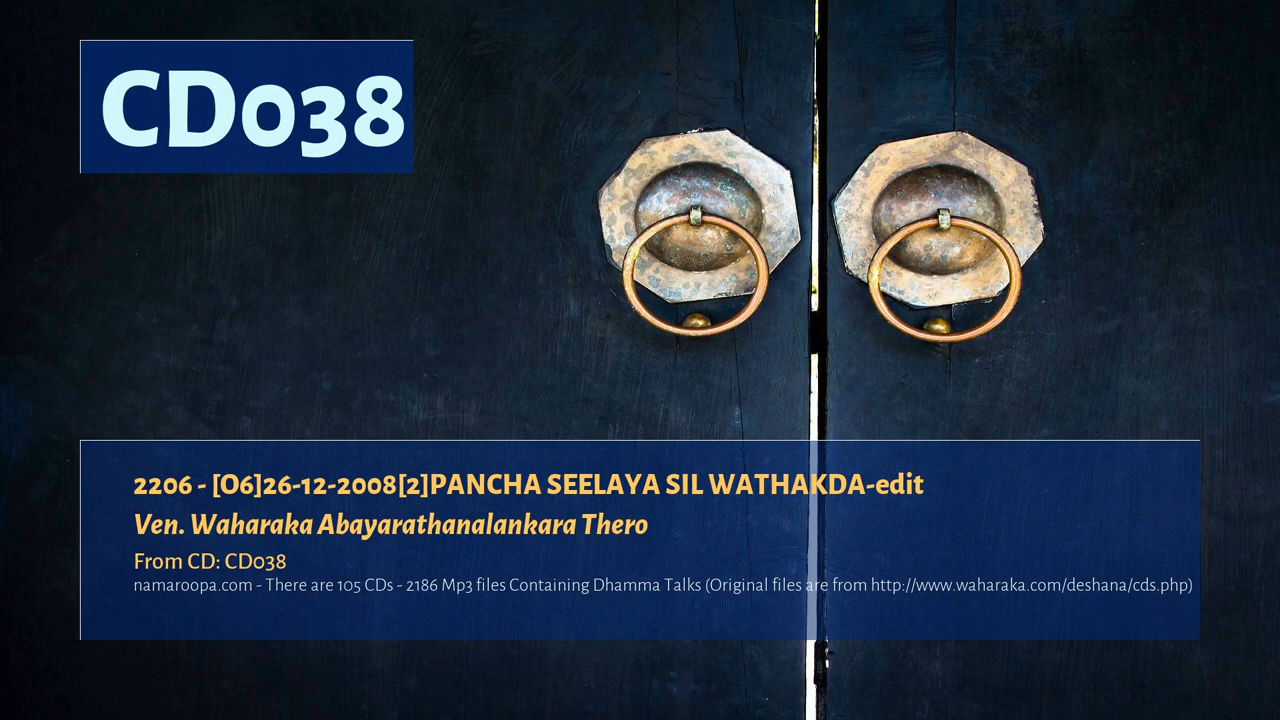 CD038
2206 - [O6]26-12-2008[2]PANCHA SEELAYA SIL WATHAKDA-edit
Ven. Waharaka Abayarathanalankara Thero
From CD: CD038
namaroopa.com - There are 105 CDs - 2186 Mp3 files Containing Dhamma Talks (Original files are from http://www.waharaka.com/deshana/cds.php)